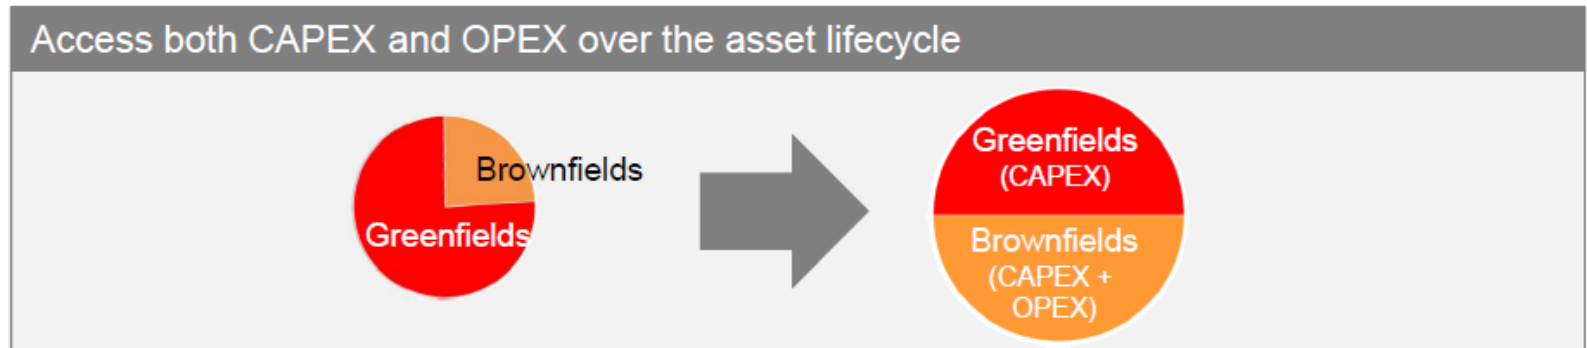 Access both CAPEX and OPEX over the asset lifecycle
Brownfields
Greenfields
Greenfields
(CAPEX)
Brownfields
(CAPEX +
OPEX)